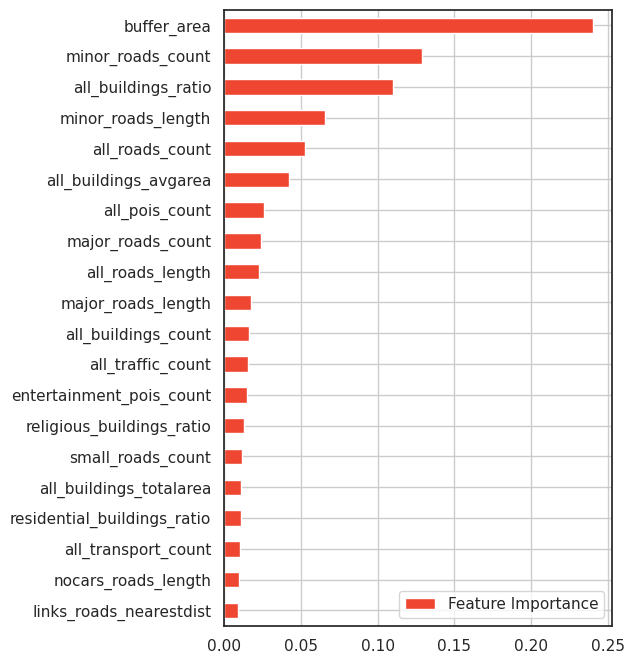 buffer_area
minor_roads_count
all_buildings_ratio
minor_roads_length
all_roads_count
all_buildings_avgarea
all_pois_count
major_roads_count
all_roads_length
major_roads_length
all_buildings_count
all_traffic_count
entertainment_pois_count
religious_buildings_ratio
small_roads_count
all_buildings_totalarea
residential_buildings_ratio
all_transport_count
nocars_roads_length
links_roads_nearestdist
Feature Importance
0.00 0.05 0.10 0.15 0.20 0.25